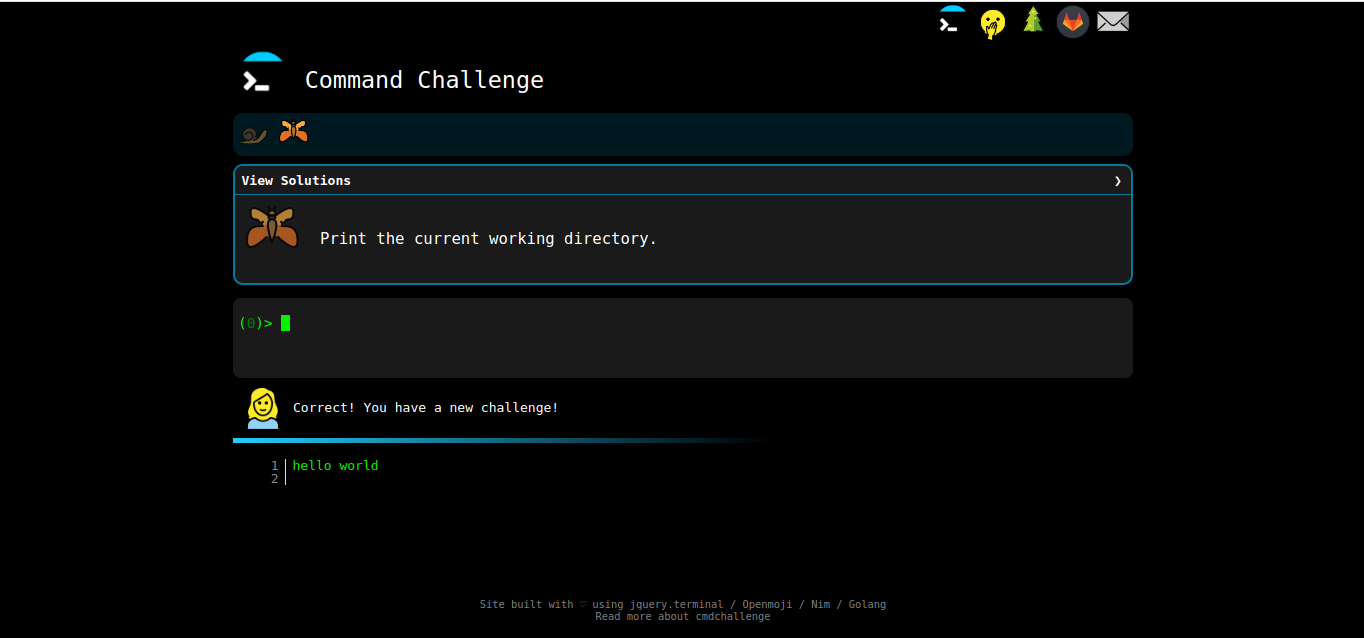 Command Challenge
View Solutions ❯
Print the current working directory.
(0)>
Correct! You have a new challenge!
1 hello world
2
Site built with ♡ using jquery.terminal / Openmoji / Nim / Golang
Read more about cmdchallenge